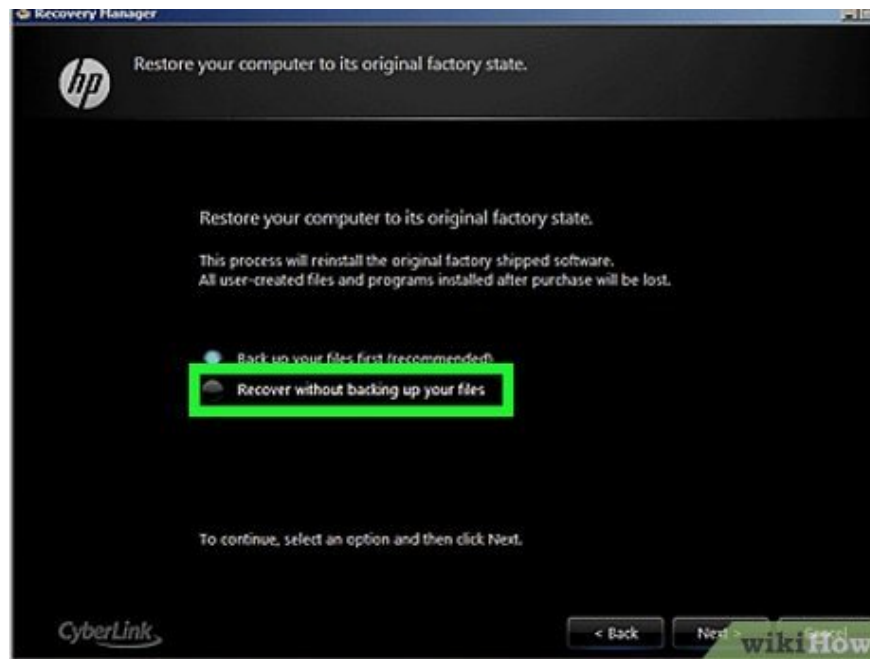 Recovery Manager
hp
Restore your computer to its original factory state.
Restore your computer to its original factory state.
This process will reinstall the original factory shipped software.
All user-created files and programs installed after purchase will be lost.
Back up your files first (recommended)
Recover without backing up your files
To continue, select an option and then click Next.
CyberLink
< Back
Next >
Cancel
wikiHow